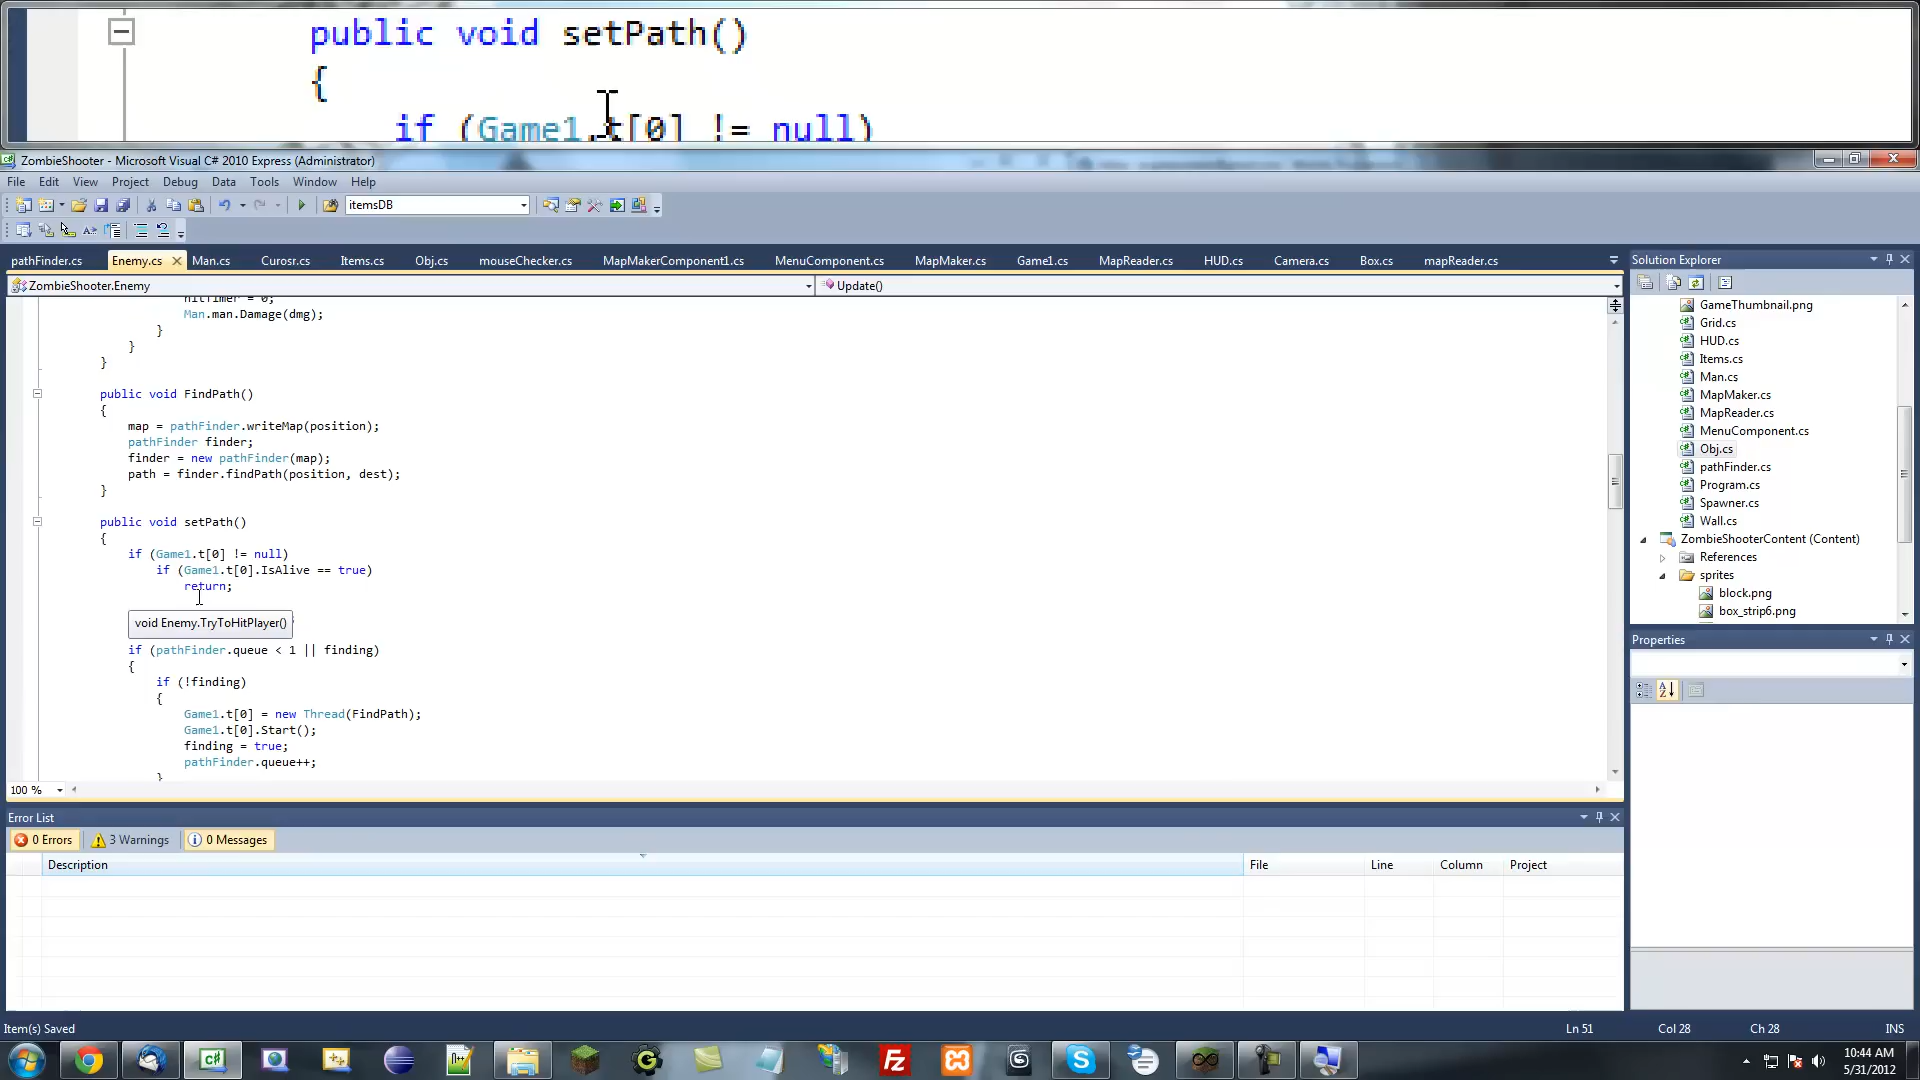 public void setPath()
{
if (Game1.t[0] != null)
ZombieShooter - Microsoft Visual C# 2010 Express (Administrator)
File Edit View Project Debug Data Tools Window Help
itemsDB
pathFinder.cs Enemy.cs Man.cs Curosr.cs Items.cs Obj.cs mouseChecker.cs MapMakerComponent1.cs MenuComponent.cs MapMaker.cs Game1.cs MapReader.cs HUD.cs Camera.cs Box.cs mapReader.cs
ZombieShooter.Enemy Update()
hitTimer = 0;
Man.man.Damage(dmg);
}
}
}
public void FindPath()
{
map = pathFinder.writeMap(position);
pathFinder finder;
finder = new pathFinder(map);
path = finder.findPath(position, dest);
}
public void setPath()
{
if (Game1.t[0] != null)
if (Game1.t[0].IsAlive == true)
return;
void Enemy.TryToHitPlayer()
if (pathFinder.queue < 1 || finding)
{
if (!finding)
{
Game1.t[0] = new Thread(FindPath);
Game1.t[0].Start();
finding = true;
pathFinder.queue++;
}
100 %
Solution Explorer
GameThumbnail.png
Grid.cs
HUD.cs
Items.cs
Man.cs
MapMaker.cs
MapReader.cs
MenuComponent.cs
Obj.cs
pathFinder.cs
Program.cs
Spawner.cs
Wall.cs
ZombieShooterContent (Content)
References
sprites
block.png
box_strip6.png
Properties
Error List
0 Errors 3 Warnings 0 Messages
Description File Line Column Project
Item(s) Saved Ln 51 Col 28 Ch 28 INS
10:44 AM
5/31/2012